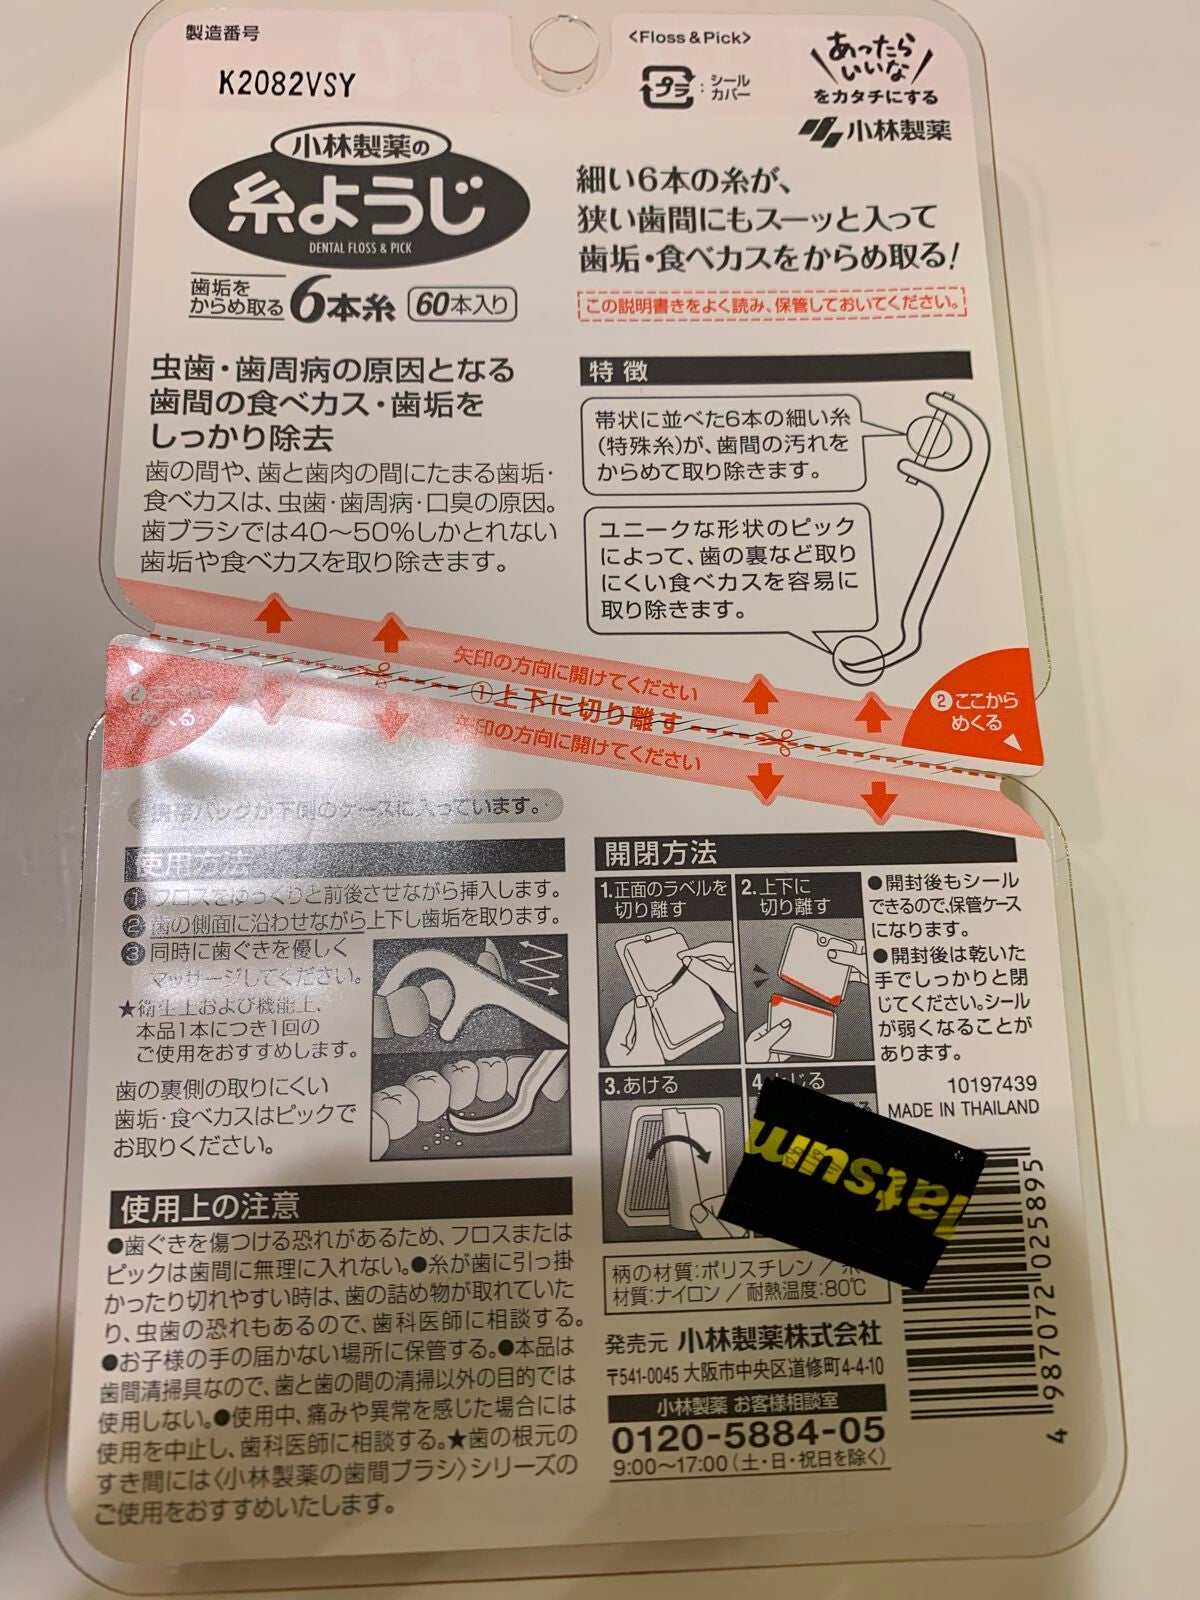 製造番号
K2082VSY
<Floss&Pick>
プラ:シール
カバー
あったら
いいな
をカタチにする
小林製薬
小林製薬の
糸ようじ
DENTAL FLOSS & PICK
歯垢を
からめ取る 6本糸 60本入り
細い6本の糸が、
狭い歯間にもスーッと入って
歯垢・食べカスをからめ取る!
この説明書きをよく読み、保管しておいてください。
虫歯・歯周病の原因となる
歯間の食べカス・歯垢を
しっかり除去
歯の間や、歯と歯肉の間にたまる歯垢・
食べカスは、虫歯・歯周病・口臭の原因。
歯ブラシでは40〜50%しかとれない
歯垢や食べカスを取り除きます。
特徴
帯状に並べた6本の細い糸
(特殊糸)が、歯間の汚れを
からめて取り除きます。
ユニークな形状のピック
によって、歯の裏など取り
にくい食べカスを容易に
取り除きます。
矢印の方向に開けてください
①上下に切り離す
矢印の方向に開けてください
②ここから
めくる
②ここから
めくる
携帯パックが下側のケースに入っています。
使用方法
①フロスをゆっくりと前後させながら挿入します。
②歯の側面に沿わせながら上下し歯垢を取ります。
③同時に歯ぐきを優しく
マッサージしてください。
★衛生上および機能上、
本品1本につき1回の
ご使用をおすすめします。
歯の裏側の取りにくい
歯垢・食べカスはピックで
お取りください。
開閉方法
1.正面のラベルを
切り離す
2.上下に
切り離す
3.あける
4.とじる
●開封後もシール
できるので、保管ケース
になります。
●開封後は乾いた
手でしっかりと閉
じてください。シール
が弱くなることが
あります。
10197439
MADE IN THAILAND
latsum
使用上の注意
●歯ぐきを傷つける恐れがあるため、フロスまたは
ピックは歯間に無理に入れない。●糸が歯に引っ掛
かったり切れやすい時は、歯の詰め物が取れていた
り、虫歯の恐れもあるので、歯科医師に相談する。
●お子様の手の届かない場所に保管する。●本品は
歯間清掃具なので、歯と歯の間の清掃以外の目的では
使用しない。●使用中、痛みや異常を感じた場合には
使用を中止し、歯科医師に相談する。★歯の根元の
すき間には〈小林製薬の歯間ブラシ〉シリーズの
ご使用をおすすめいたします。
柄の材質:ポリスチレン/糸
材質:ナイロン/耐熱温度:80℃
発売元 小林製薬株式会社
〒541-0045 大阪市中央区道修町4-4-10
小林製薬 お客様相談室
0120-5884-05
9:00〜17:00(土・日・祝日を除く)
4 987072 025895